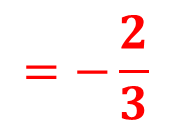 = − 2/3